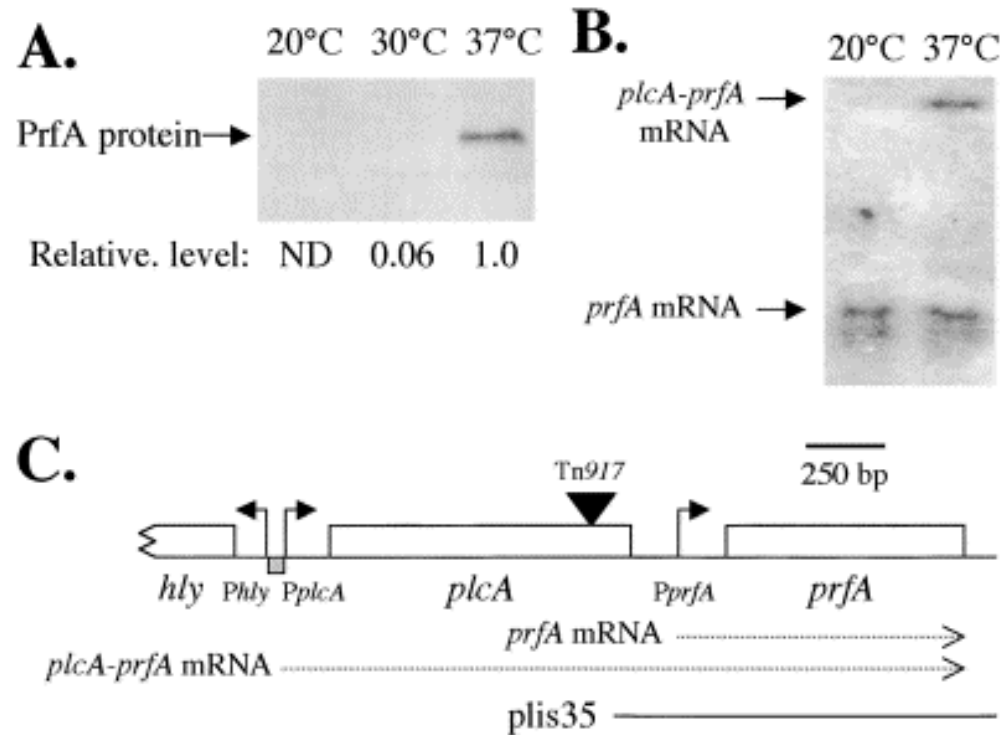 A.
20°C 30°C 37°C
PrfA protein
Relative. level: ND 0.06 1.0
B.
20°C 37°C
plcA-prfA
mRNA
prfA mRNA
C.
Tn917
250 bp
hly Phly PplcA plcA PprfA prfA
prfA mRNA
plcA-prfA mRNA
plis35